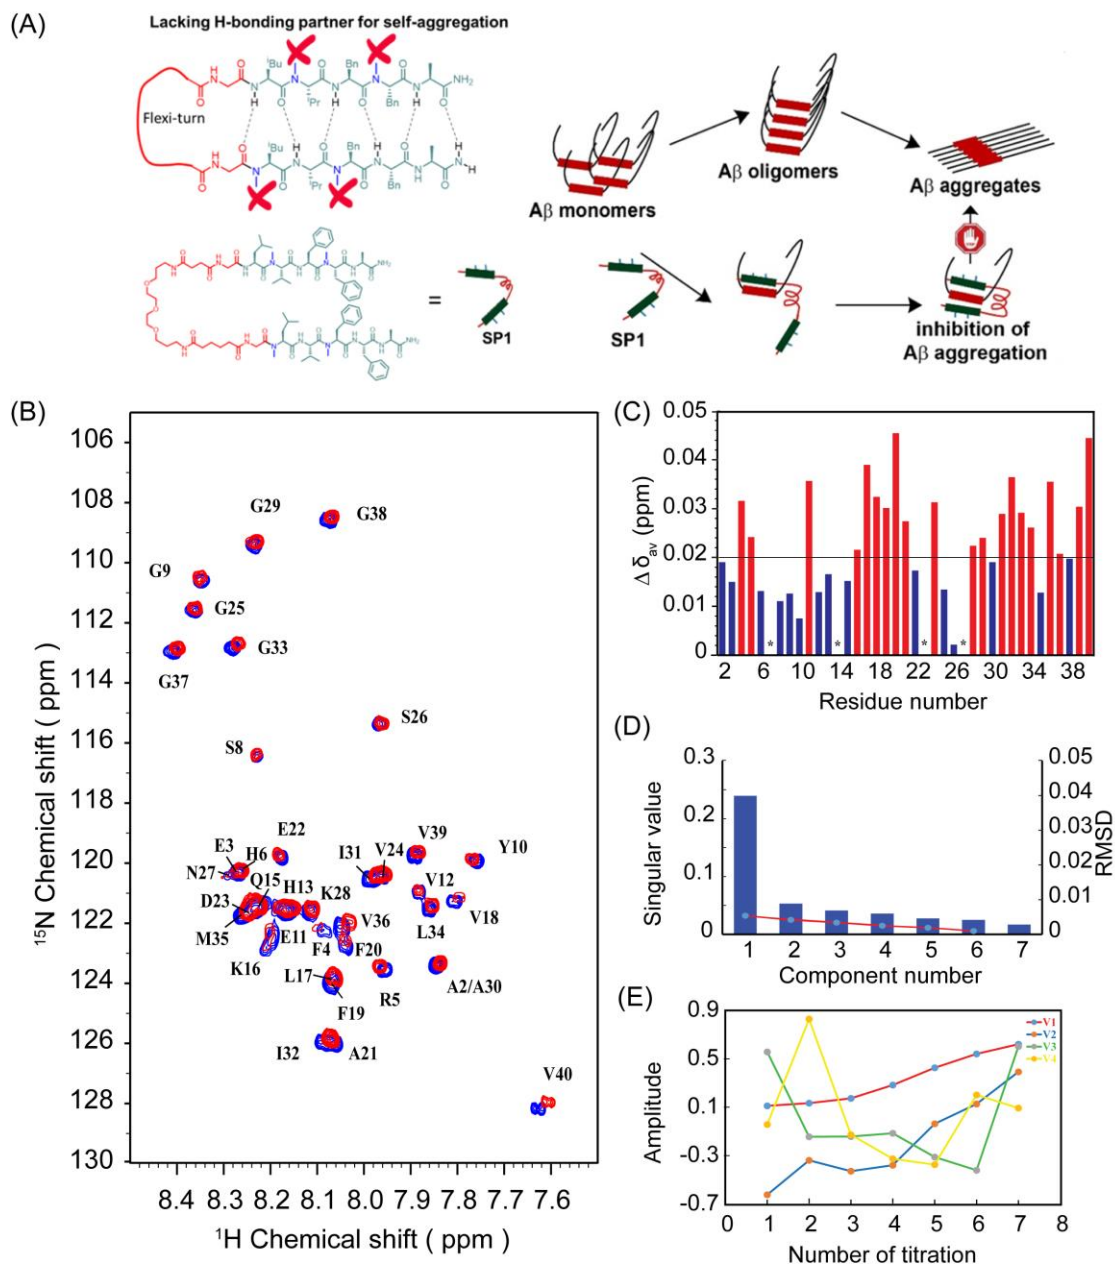 (A)
Lacking H-bonding partner for self-aggregation
Flexi-turn
SP1
=
SP1
Aβ monomers
Aβ oligomers
Aβ aggregates
inhibition of
Aβ aggregation
(B)
106
108
110
112
114
116
118
120
122
124
126
128
130
¹⁵N Chemical shift ( ppm )
8.4 8.3 8.2 8.1 8.0 7.9 7.8 7.7 7.6
¹H Chemical shift ( ppm )
G29
G38
G9
G25
G33
G37
S26
S8
E22
E3
H6
N27
Q15
H13
D23
M35
E11
K16
K28
I31
V24
V39
Y10
V12
V18
L34
V36
F4
F20
L17
F19
R5
A2/A30
I32
A21
V40
(C)
0.05
0.04
0.03
0.02
0.01
0
Δδav (ppm)
* * * *
2 6 10 14 18 22 26 30 34 38
Residue number
(D)
0.3
0.2
0.1
0
Singular value
0.05
0.04
0.03
0.02
0.01
0
RMSD
1 2 3 4 5 6 7
Component number
(E)
0.9
0.5
0.1
-0.3
-0.7
Amplitude
V1
V2
V3
V4
0 1 2 3 4 5 6 7 8
Number of titration